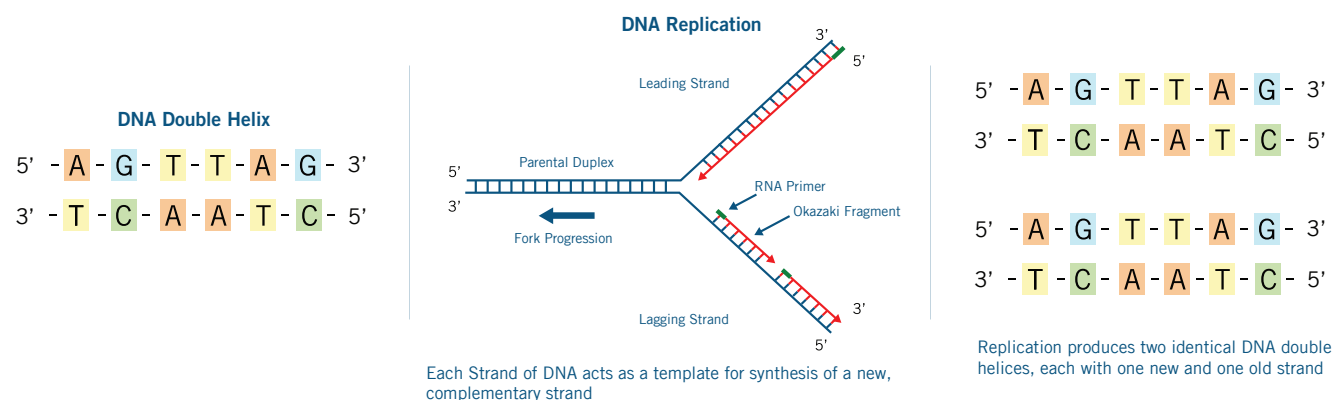 DNA Double Helix
5’ - A - G - T - T - A - G - 3’
3’ - T - C - A - A - T - C - 5’
DNA Replication
3’
5’
Leading Strand
Parental Duplex
5’
3’
Fork Progression
RNA Primer
Okazaki Fragment
Lagging Strand
3’
5’
Each Strand of DNA acts as a template for synthesis of a new,
complementary strand
5’ - A - G - T - T - A - G - 3’
3’ - T - C - A - A - T - C - 5’
5’ - A - G - T - T - A - G - 3’
3’ - T - C - A - A - T - C - 5’
Replication produces two identical DNA double
helices, each with one new and one old strand